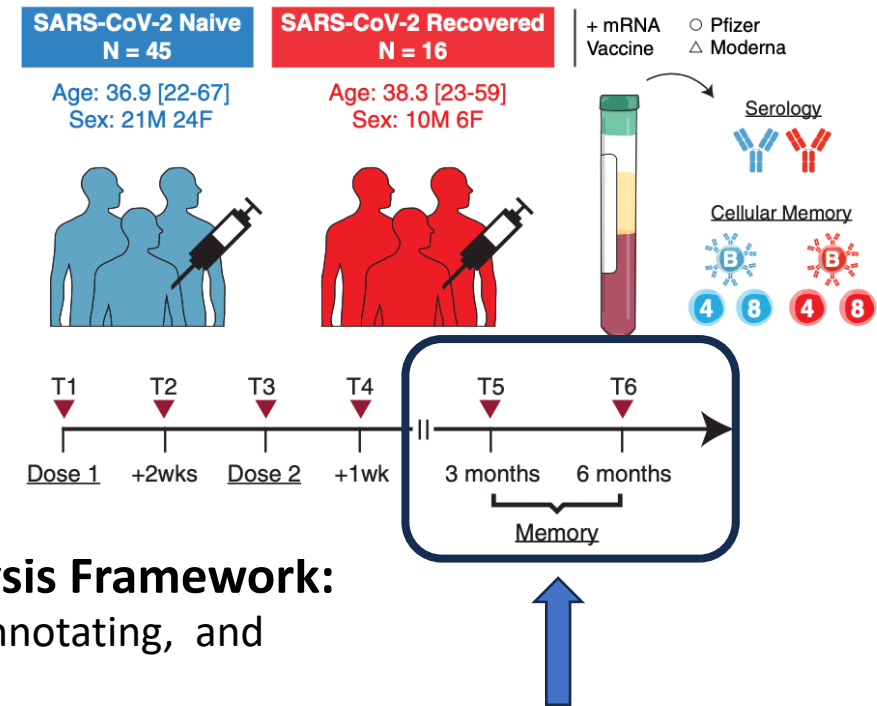 SARS-CoV-2 Naive
N = 45
Age: 36.9 [22-67]
Sex: 21M 24F
SARS-CoV-2 Recovered
N = 16
Age: 38.3 [23-59]
Sex: 10M 6F
+ mRNA
Vaccine
○ Pfizer
△ Moderna
Serology
Cellular Memory
B B
4 8 4 8
T1 T2 T3 T4 T5 T6
Dose 1 +2wks Dose 2 +1wk 3 months 6 months
Memory
sis Framework:
nnotating, and